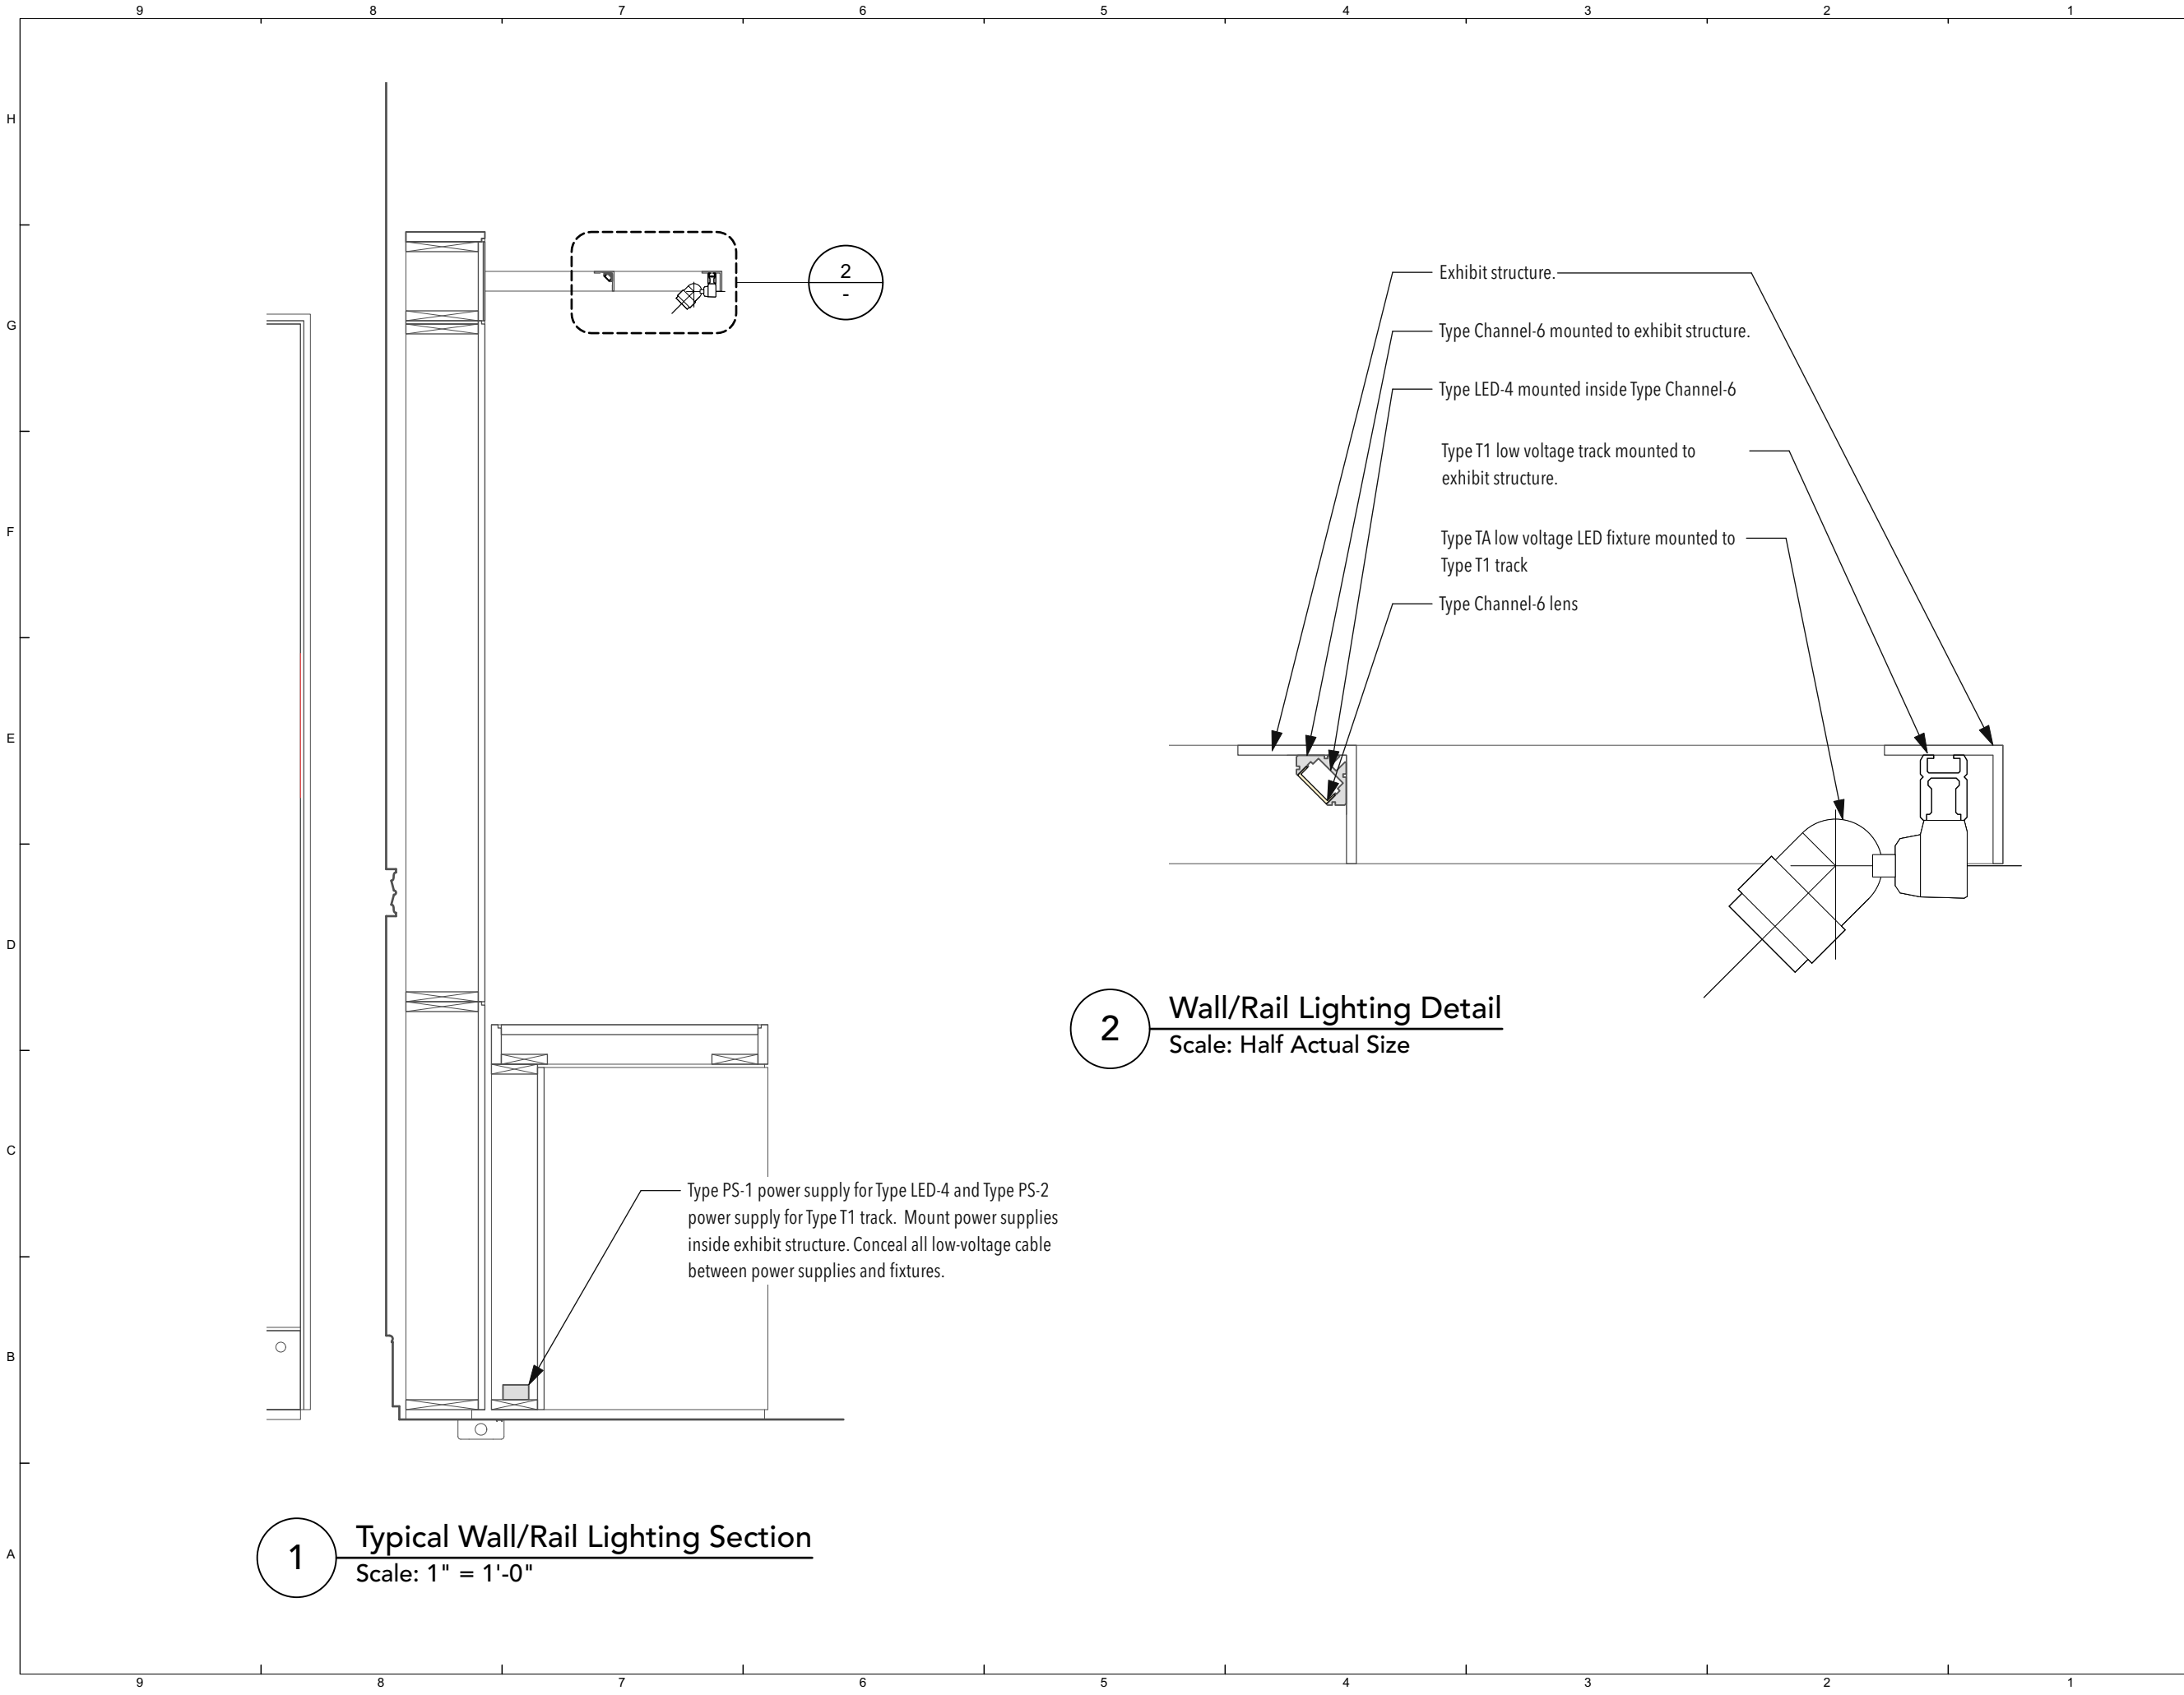 9 8 7 6 5 4 3 2 1
H
G
F
E
D
C
B
A
2
-
Exhibit structure.
Type Channel-6 mounted to exhibit structure.
Type LED-4 mounted inside Type Channel-6
Type T1 low voltage track mounted to
exhibit structure.
Type TA low voltage LED fixture mounted to
Type T1 track
Type Channel-6 lens
2
Wall/Rail Lighting Detail
Scale: Half Actual Size
Type PS-1 power supply for Type LED-4 and Type PS-2
power supply for Type T1 track. Mount power supplies
inside exhibit structure. Conceal all low-voltage cable
between power supplies and fixtures.
1
Typical Wall/Rail Lighting Section
Scale: 1" = 1'-0"
9 8 7 6 5 4 3 2 1